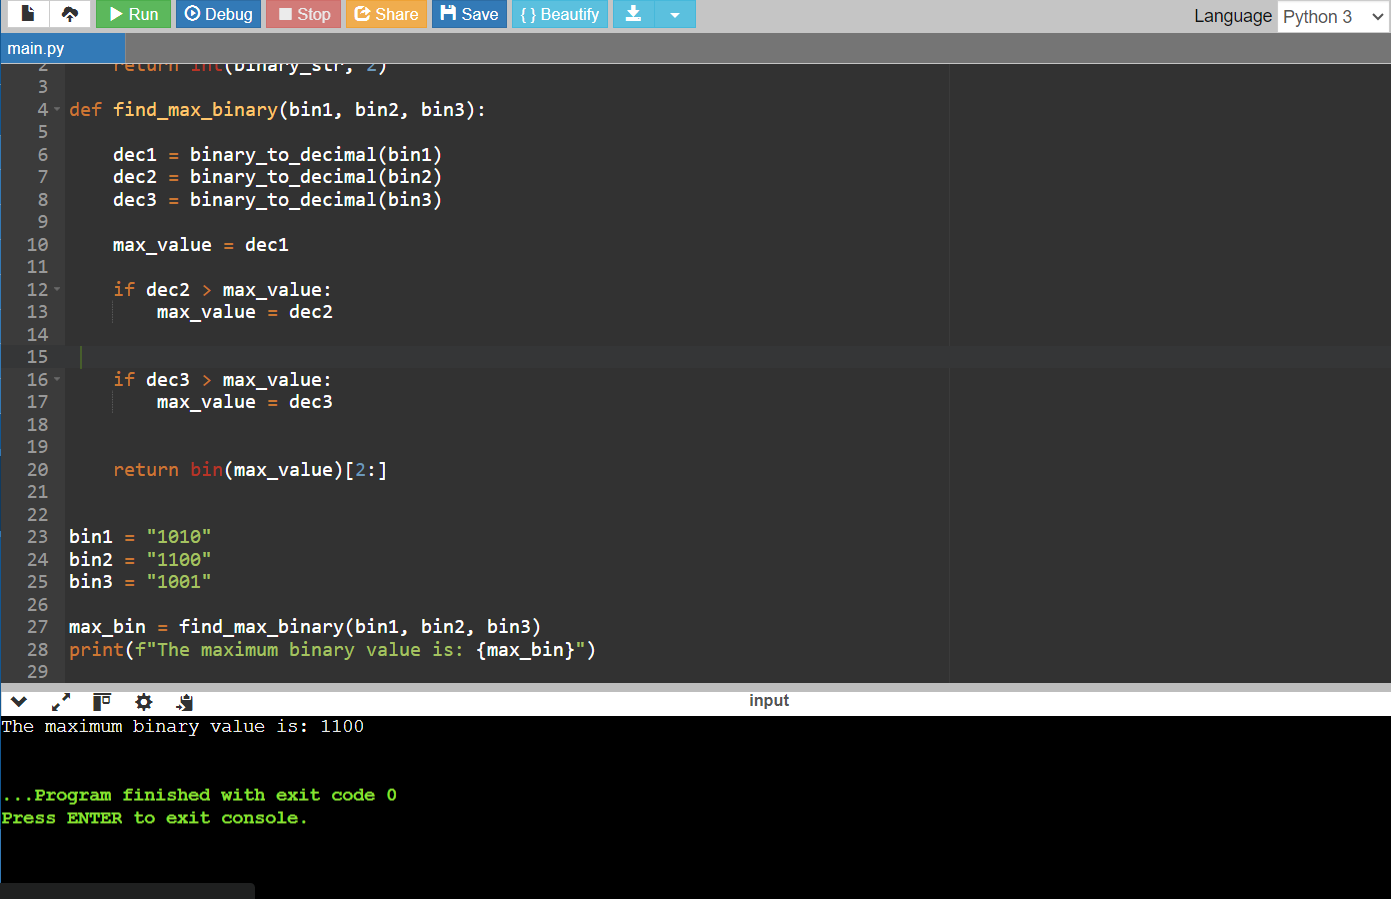 Run Debug Stop Share Save { } Beautify Language Python 3
main.py
2 return int(binary_str, 2)
3
4 def find_max_binary(bin1, bin2, bin3):
5
6 dec1 = binary_to_decimal(bin1)
7 dec2 = binary_to_decimal(bin2)
8 dec3 = binary_to_decimal(bin3)
9
10 max_value = dec1
11
12 if dec2 > max_value:
13 max_value = dec2
14
15
16 if dec3 > max_value:
17 max_value = dec3
18
19
20 return bin(max_value)[2:]
21
22
23 bin1 = "1010"
24 bin2 = "1100"
25 bin3 = "1001"
26
27 max_bin = find_max_binary(bin1, bin2, bin3)
28 print(f"The maximum binary value is: {max_bin}")
29
input
The maximum binary value is: 1100
...Program finished with exit code 0
Press ENTER to exit console.